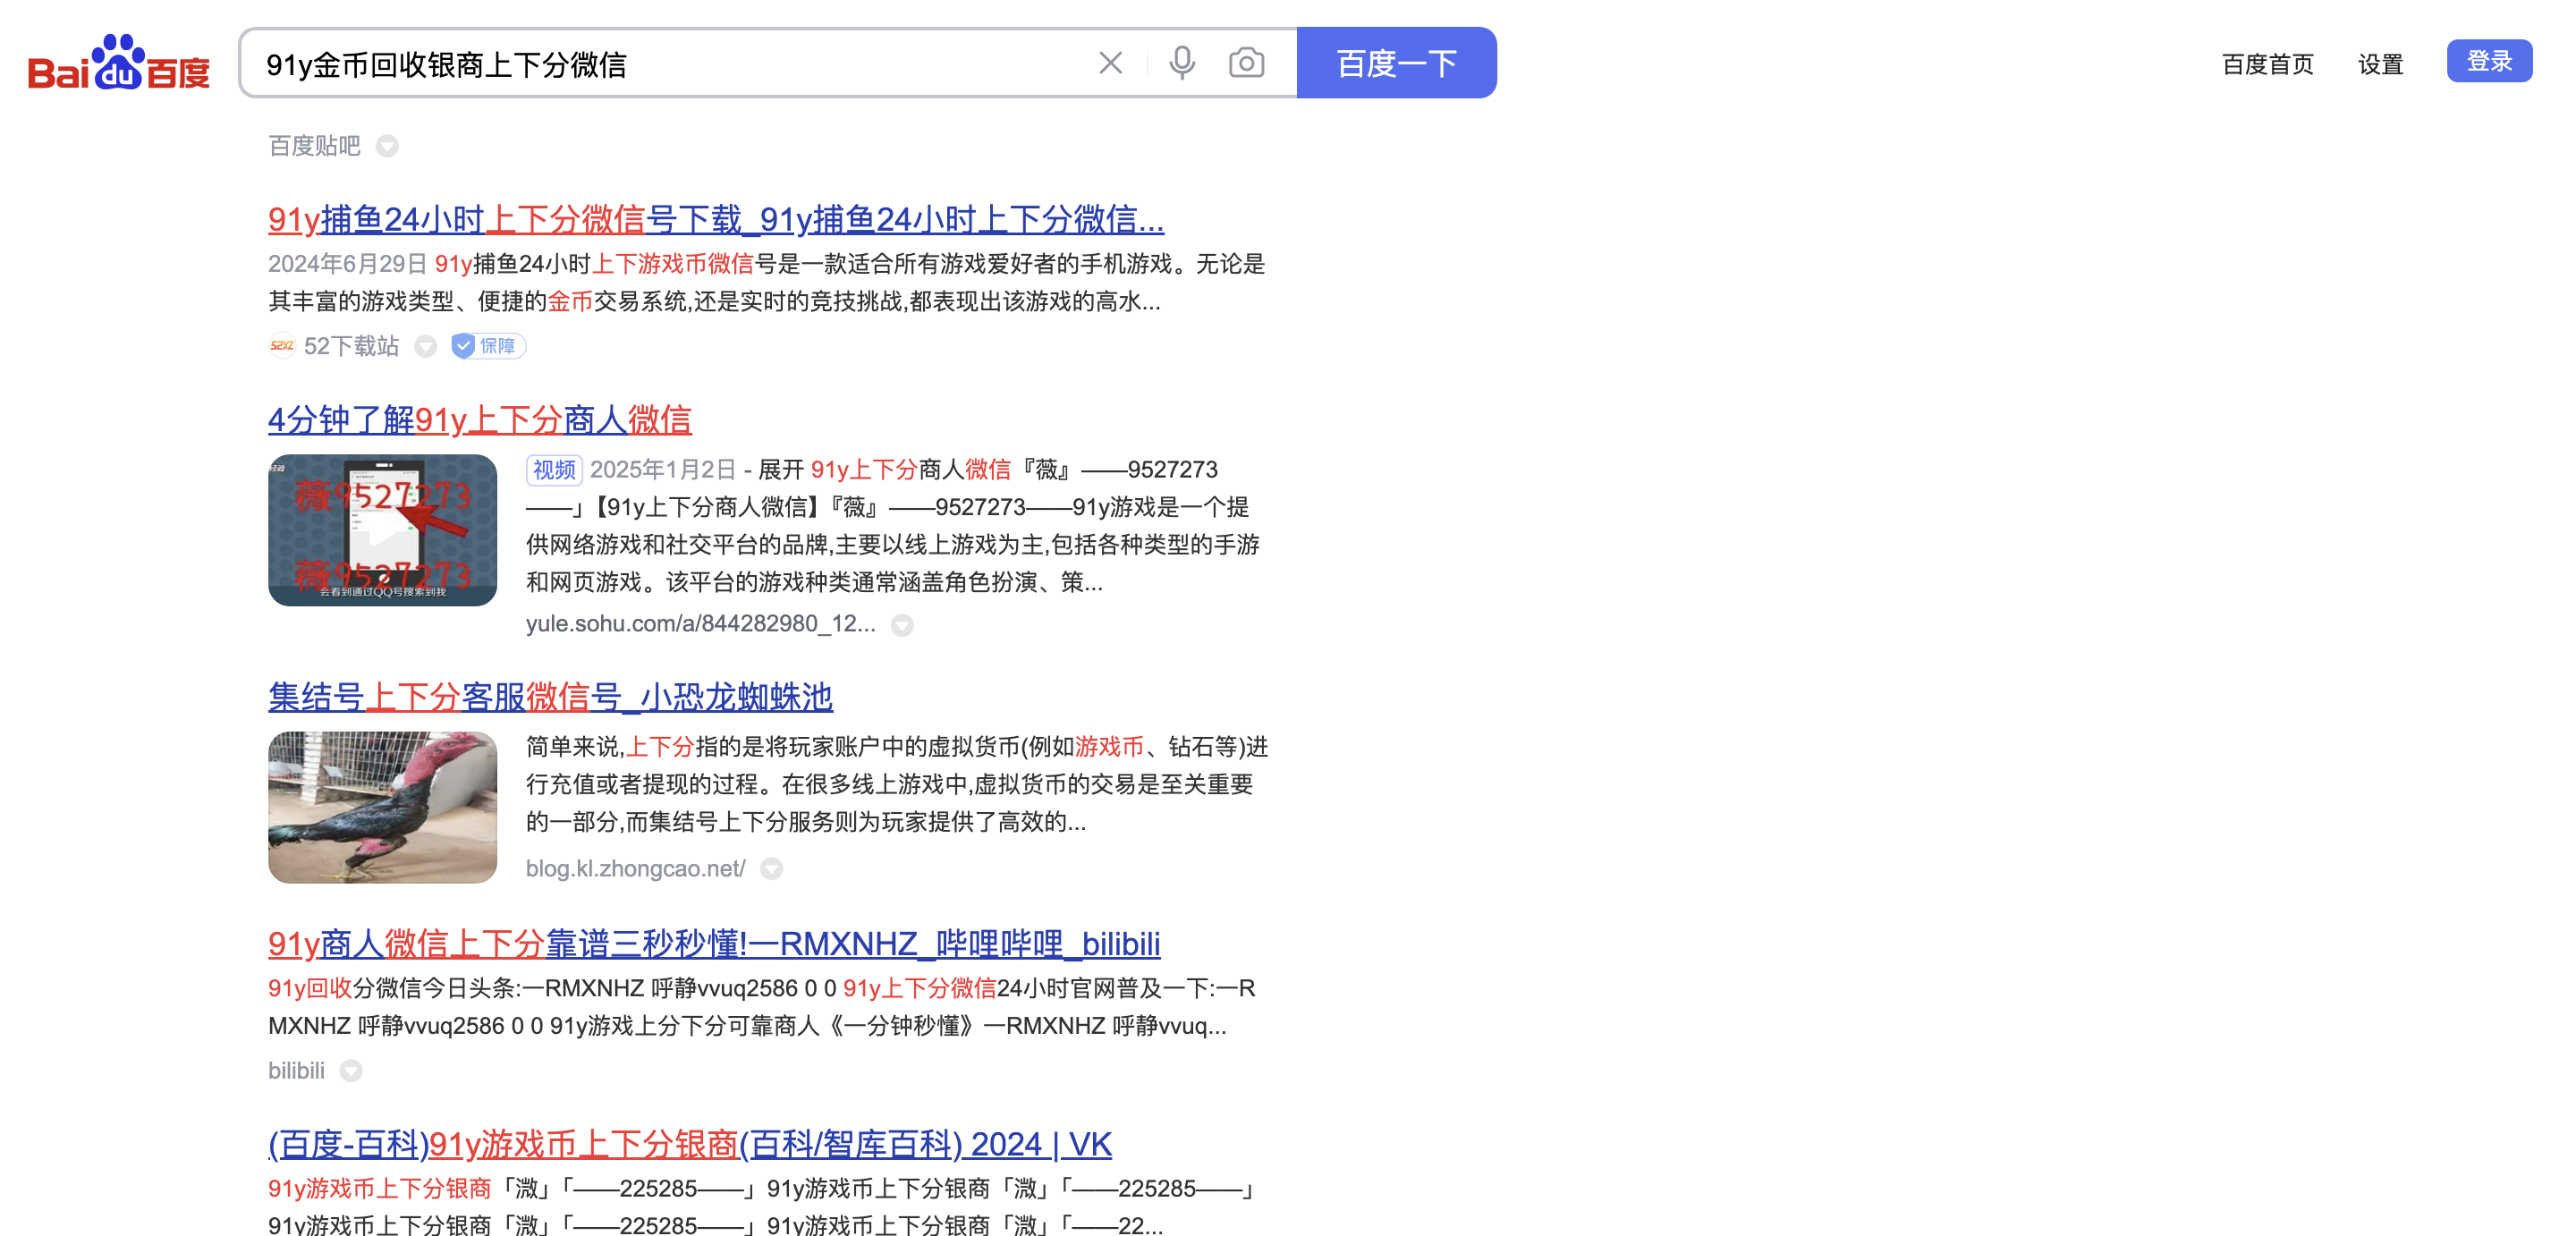 Bai du 百度
91y金币回收银商上下分微信
百度一下
百度首页
设置
登录
百度贴吧
91y捕鱼24小时上下分微信号下载_91y捕鱼24小时上下分微信...
2024年6月29日 91y捕鱼24小时上下游戏币微信号是一款适合所有游戏爱好者的手机游戏。无论是
其丰富的游戏类型、便捷的金币交易系统,还是实时的竞技挑战,都表现出该游戏的高水...
52XZ 52下载站 保障
4分钟了解91y上下分商人微信
薇9527273
薇9527273
会看到通过QQ号搜索到我
视频 2025年1月2日 - 展开 91y上下分商人微信『薇』——9527273
——」【91y上下分商人微信】『薇』——9527273——91y游戏是一个提
供网络游戏和社交平台的品牌,主要以线上游戏为主,包括各种类型的手游
和网页游戏。该平台的游戏种类通常涵盖角色扮演、策...
yule.sohu.com/a/844282980_12...
集结号上下分客服微信号_小恐龙蜘蛛池
简单来说,上下分指的是将玩家账户中的虚拟货币(例如游戏币、钻石等)进
行充值或者提现的过程。在很多线上游戏中,虚拟货币的交易是至关重要
的一部分,而集结号上下分服务则为玩家提供了高效的...
blog.kl.zhongcao.net/
91y商人微信上下分靠谱三秒秒懂!一RMXNHZ_哔哩哔哩_bilibili
91y回收分微信今日头条:一RMXNHZ 呼静vvuq2586 0 0 91y上下分微信24小时官网普及一下:一R
MXNHZ 呼静vvuq2586 0 0 91y游戏上分下分可靠商人《一分钟秒懂》一RMXNHZ 呼静vvuq...
bilibili
(百度-百科)91y游戏币上下分银商(百科/智库百科) 2024 | VK
91y游戏币上下分银商「溦」「——225285——」91y游戏币上下分银商「溦」「——225285——」
91y游戏币上下分银商「溦」「——225285——」91y游戏币上下分银商「溦」「——22...